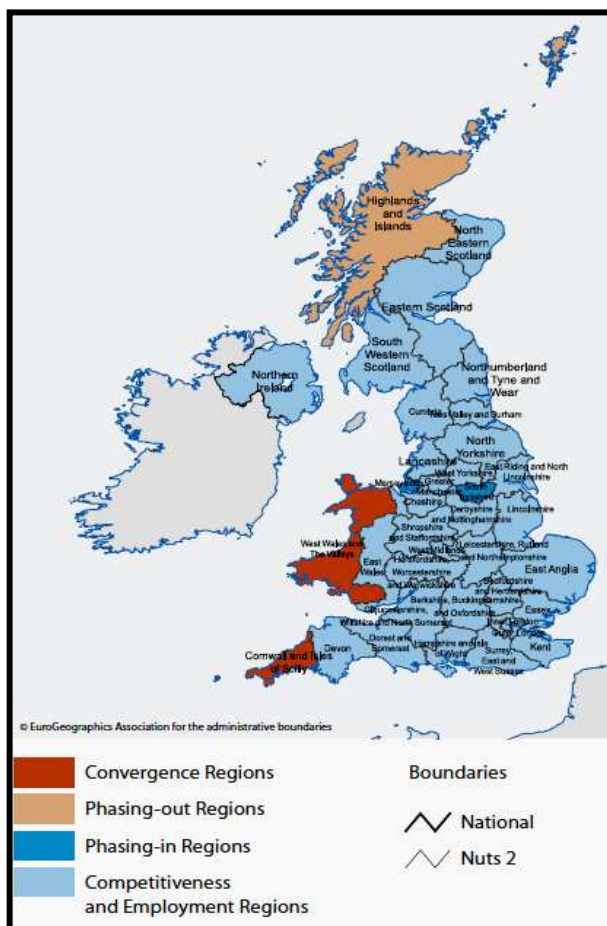 Highlands
and
Islands
North
Eastern
Scotland
Eastern Scotland
South
Western
Scotland
Northern
Ireland
Northumberland
and Tyne and
Wear
Cumbria
Tees Valley and Durham
North
Yorkshire
Lancashire
West Yorkshire
East Riding and North
Lincolnshire
Merseyside
Greater
Manchester
South
Cheshire
Derbyshire
and Nottinghamshire
Lincolnshire
Shropshire
and Staffordshire
West Wales and
The Valleys
East
Wales
West Midlands
Leicestershire, Rutland
and Northamptonshire
Herefordshire,
Worcestershire
and Warwickshire
East Anglia
Bedfordshire
and Hertfordshire
Berkshire, Buckinghamshire,
and Oxfordshire
Essex
Gloucestershire,
Wiltshire and North Somerset
Inner London
Outer London
Cornwall and Isles
of Scilly
Devon
Dorset and
Somerset
Hampshire and Isle
of Wight
Surrey,
East and
West Sussex
Kent
© EuroGeographics Association for the administrative boundaries
Convergence Regions
Phasing-out Regions
Phasing-in Regions
Competitiveness
and Employment Regions
Boundaries
National
Nuts 2